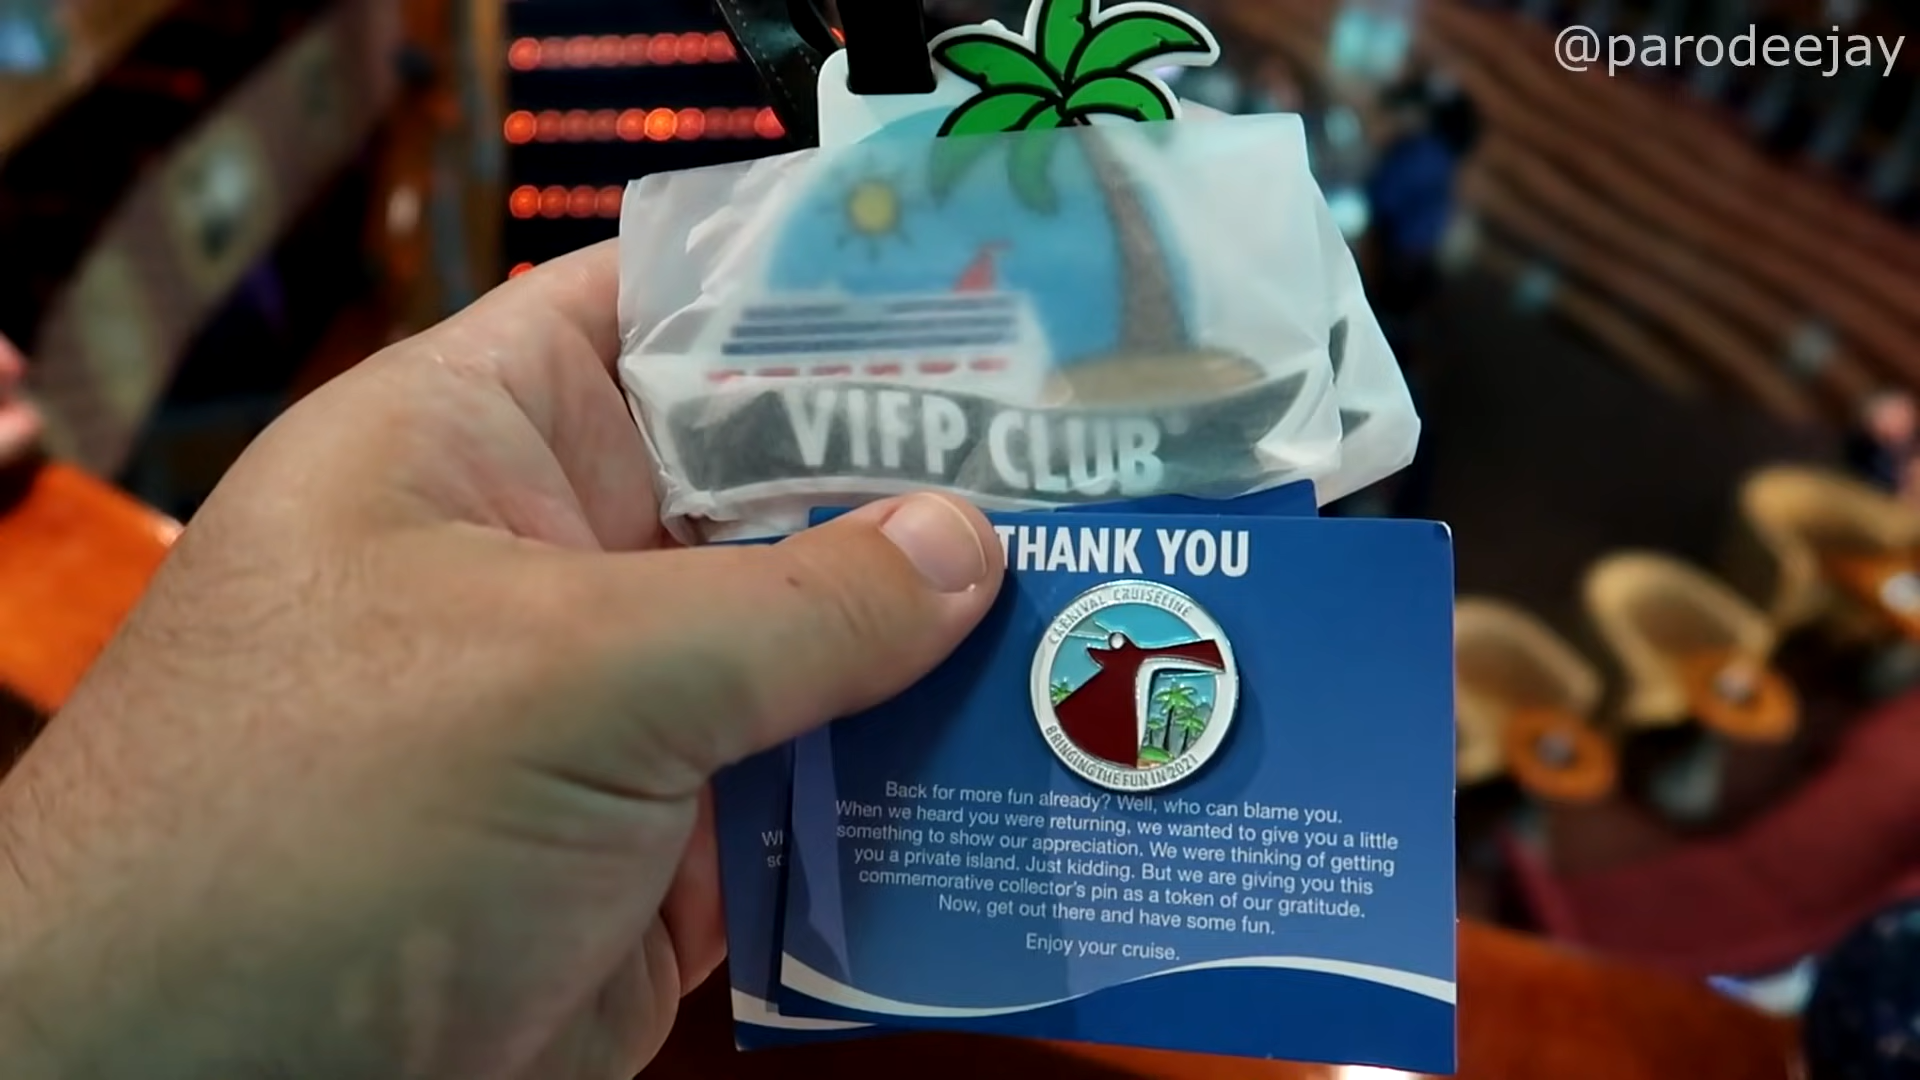 @parodeejay
VIFP CLUB
THANK YOU
CARNIVAL CRUISELINE
BRINGING THE FUN IN 2021
Back for more fun already? Well, who can blame you.
When we heard you were returning, we wanted to give you a little
something to show our appreciation. We were thinking of getting
you a private island. Just kidding. But we are giving you this
commemorative collector's pin as a token of our gratitude.
Now, get out there and have some fun.
Enjoy your cruise.